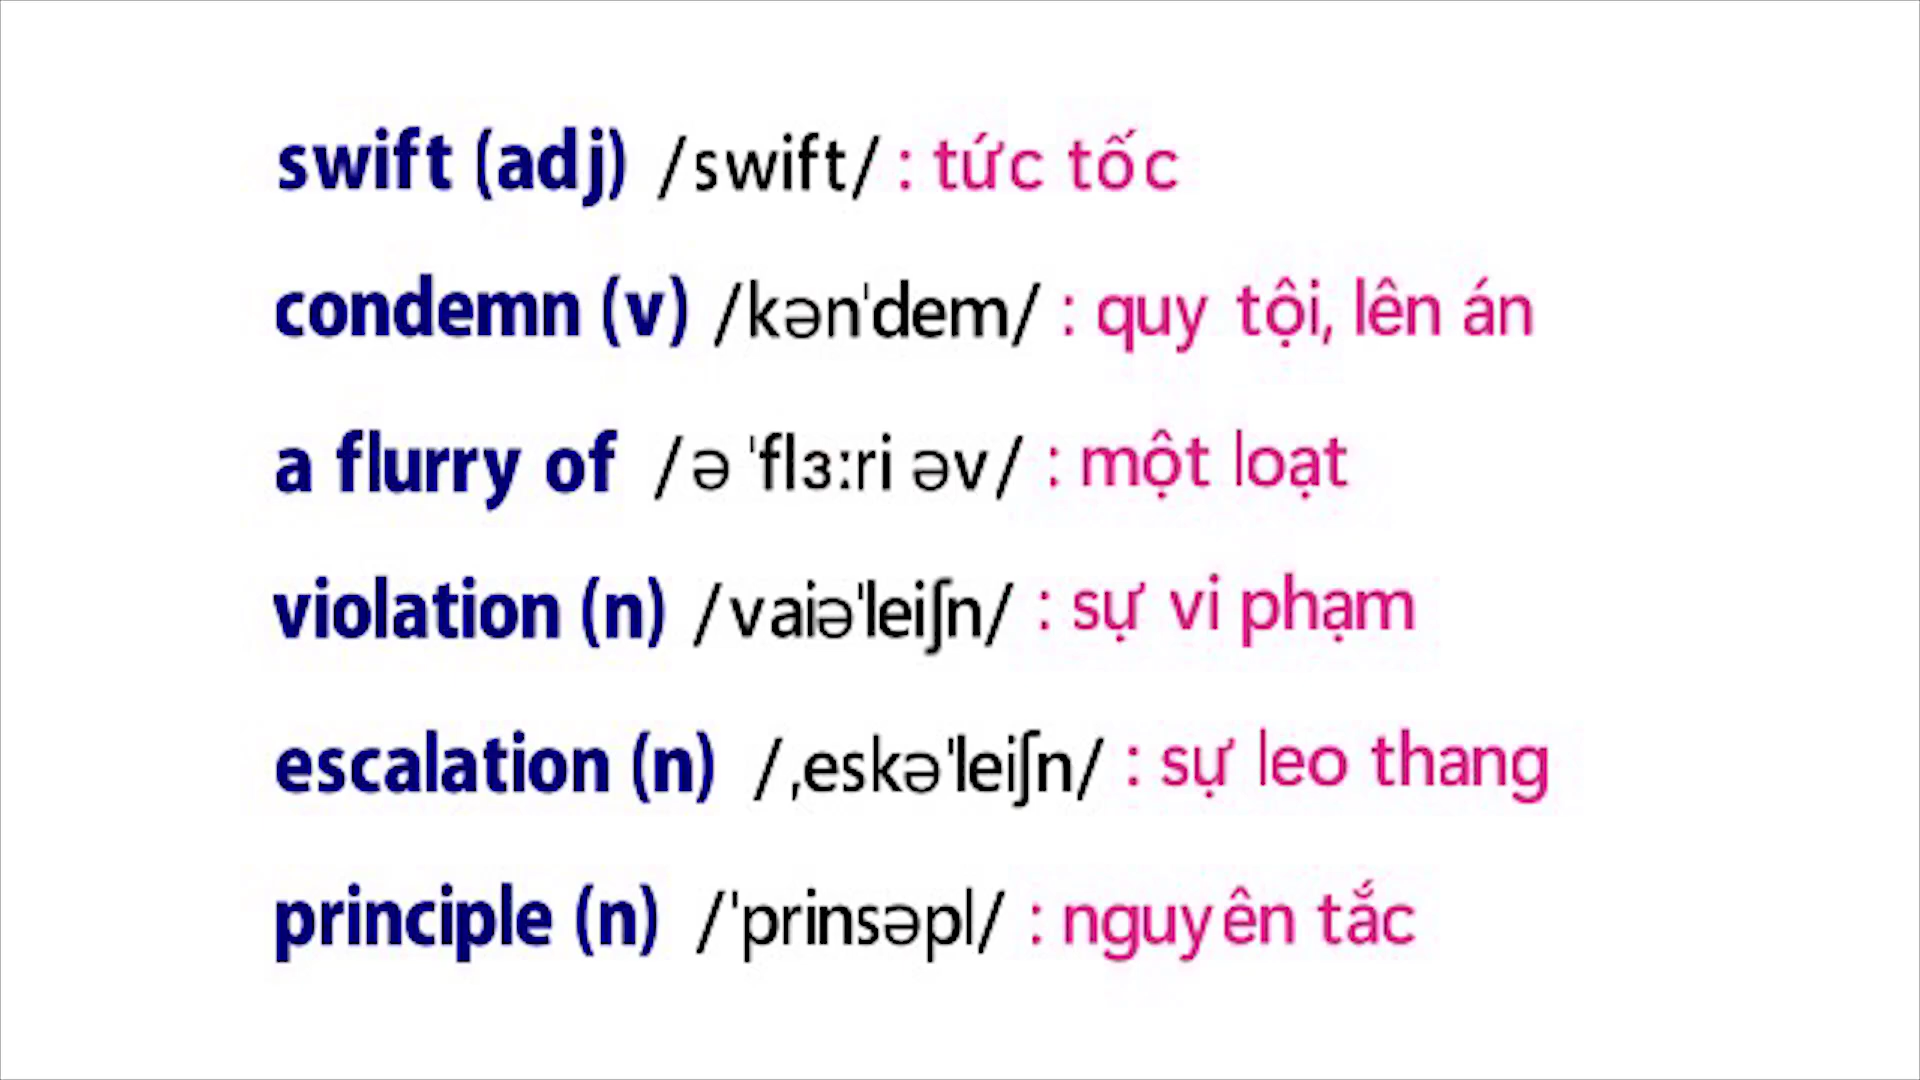 swift (adj) /swift/ : tức tốc
condemn (v) /kən'dem/ : quy tội, lên án
a flurry of /ə 'flɜ:ri əv/ : một loạt
violation (n) /vaiə'leiʃn/ : sự vi phạm
escalation (n) /ˌeskə'leiʃn/ : sự leo thang
principle (n) /'prinsəpl/ : nguyên tắc